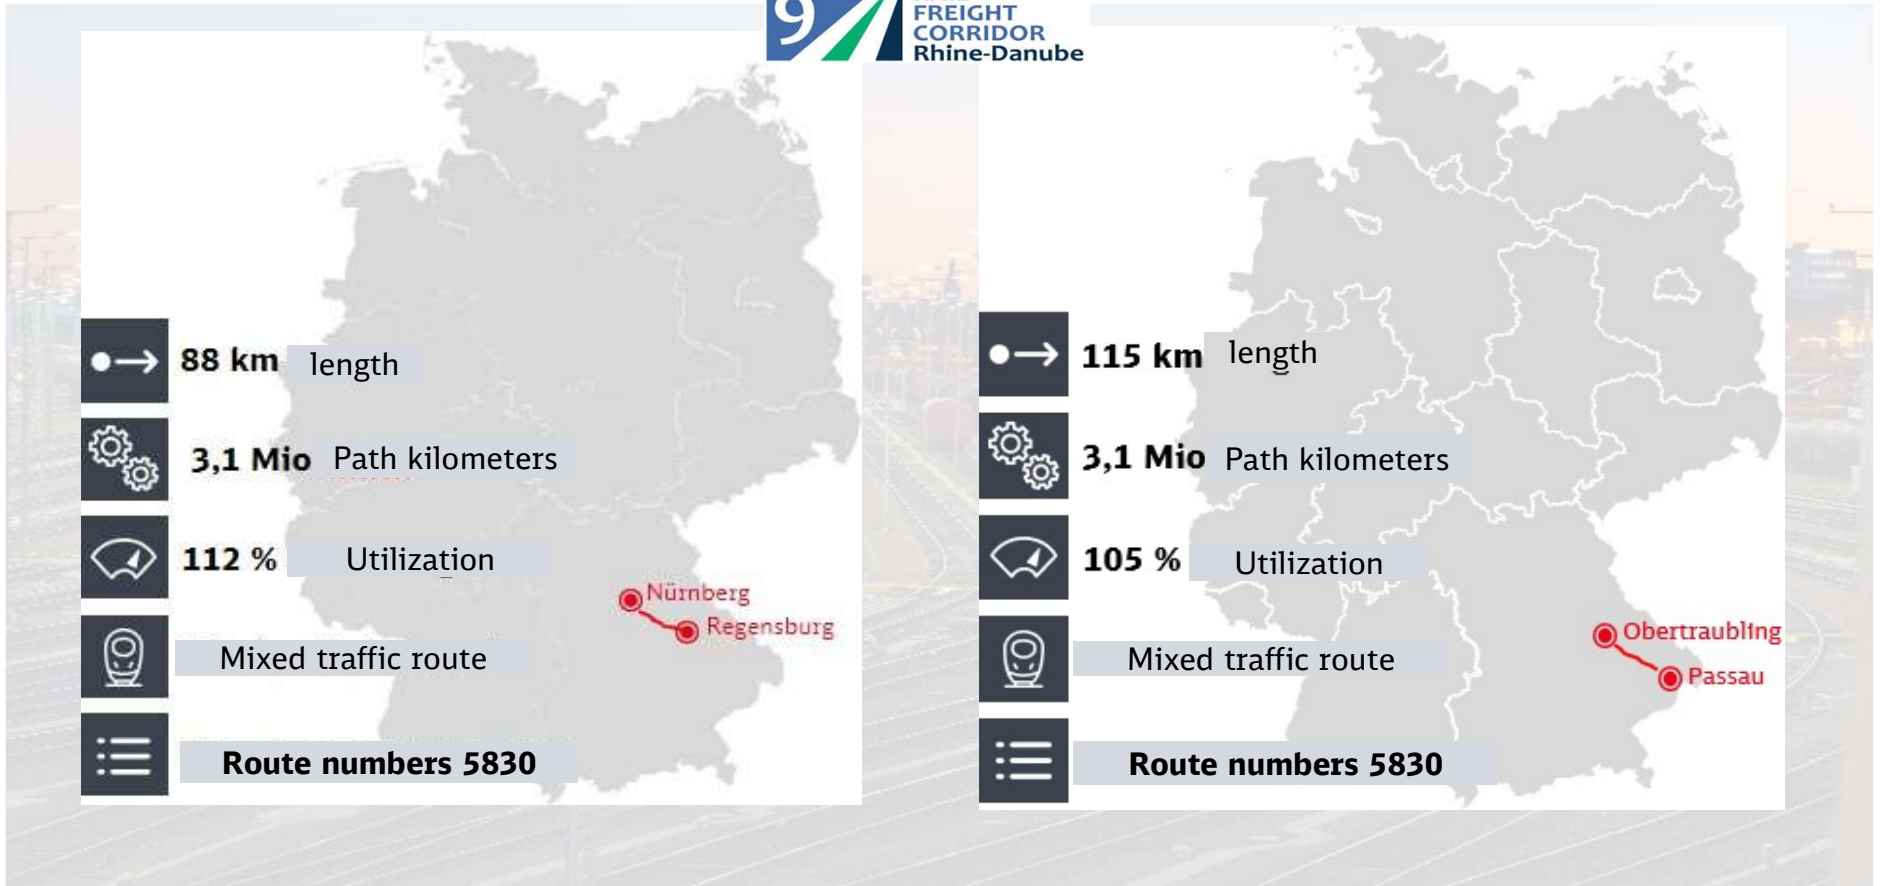 9
FREIGHT
CORRIDOR
Rhine-Danube
88 km length
3,1 Mio Path kilometers
112 % Utilization
Mixed traffic route
Route numbers 5830
Nürnberg
Regensburg
115 km length
3,1 Mio Path kilometers
105 % Utilization
Mixed traffic route
Route numbers 5830
Obertraubling
Passau